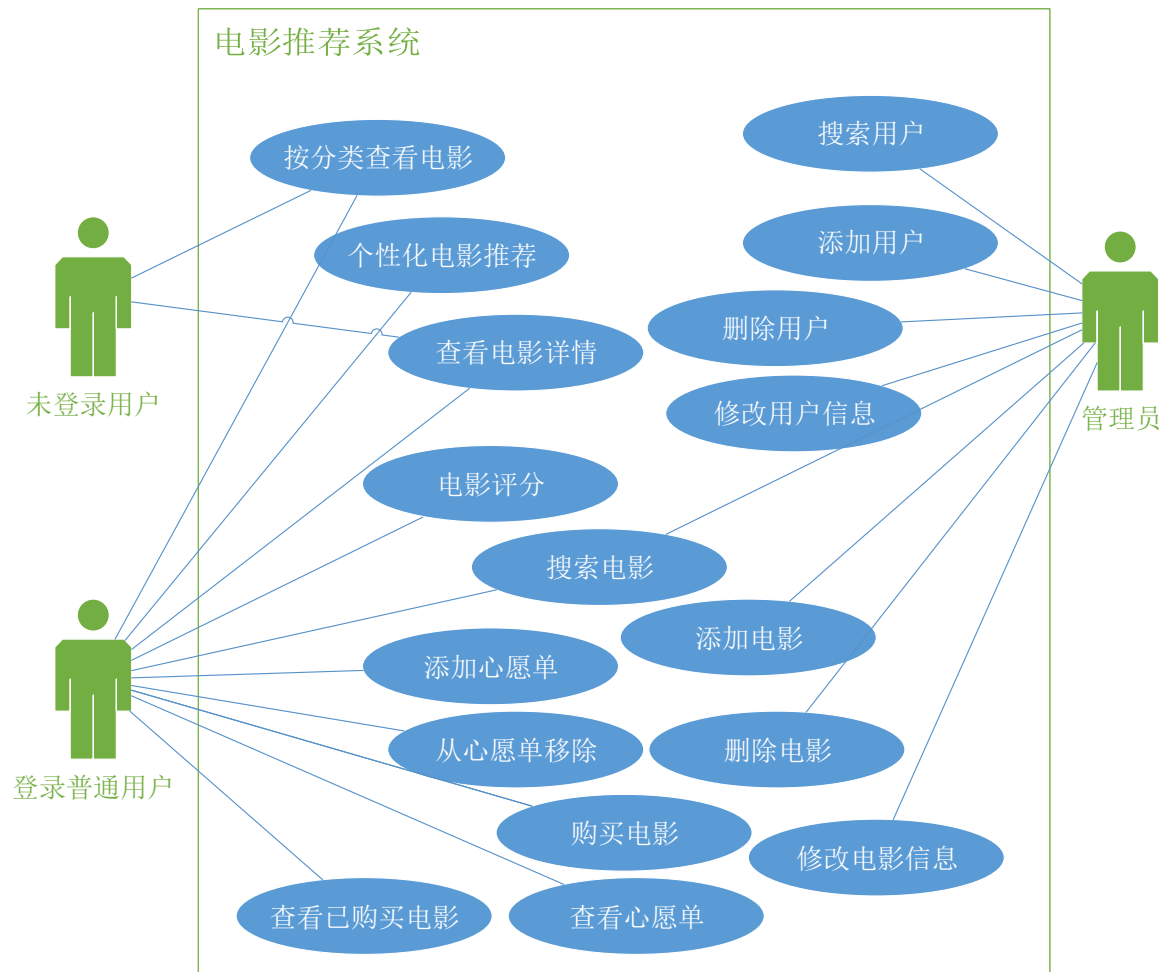 电影推荐系统
搜索用户
按分类查看电影
添加用户
个性化电影推荐
删除用户
查看电影详情
未登录用户
修改用户信息
管理员
电影评分
搜索电影
添加电影
添加心愿单
从心愿单移除
删除电影
登录普通用户
购买电影
修改电影信息
查看已购买电影
查看心愿单